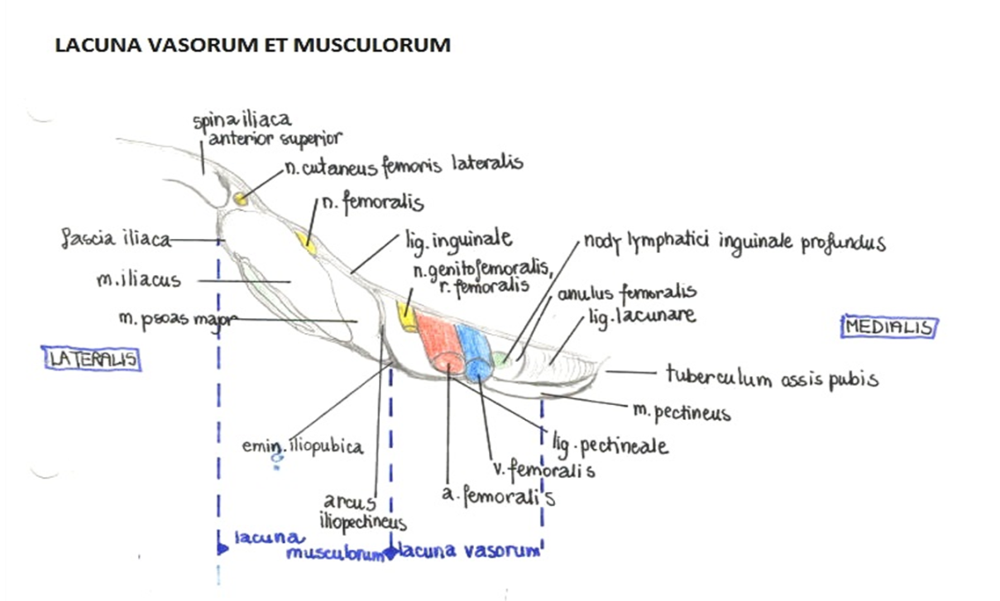 LACUNA VASORUM ET MUSCULORUM
spina iliaca
anterior superior
n. cutaneus femoris lateralis
n. femoralis
fascia iliaca
lig. inguinale
nody lymphatici inguinale profundus
n. genitofemoralis,
r. femoralis
m. iliacus
anulus femoralis
lig. lacunare
m. psoas major
MEDIALIS
LATERALIS
tuberculum ossis pubis
m. pectineus
emin. iliopubica
lig. pectineale
v. femoralis
a. femoralis
arcus
iliopectineus
lacuna
musculorum
lacuna vasorum